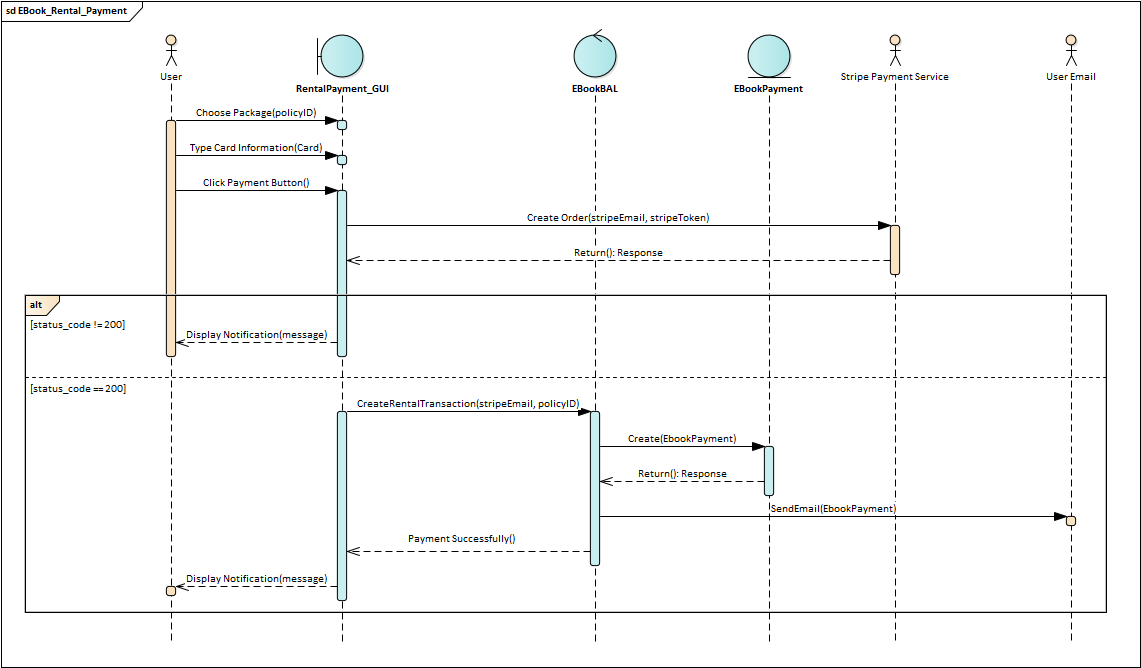 sd EBook_Rental_Payment
User
RentalPayment_GUI
EBookBAL
EBookPayment
Stripe Payment Service
User Email
Choose Package(policyID)
Type Card Information(Card)
Click Payment Button()
Create Order(stripeEmail, stripeToken)
Return(): Response
alt
[status_code != 200]
Display Notification(message)
[status_code == 200]
CreateRentalTransaction(stripeEmail, policyID)
Create(EbookPayment)
Return(): Response
SendEmail(EbookPayment)
Payment Successfully()
Display Notification(message)